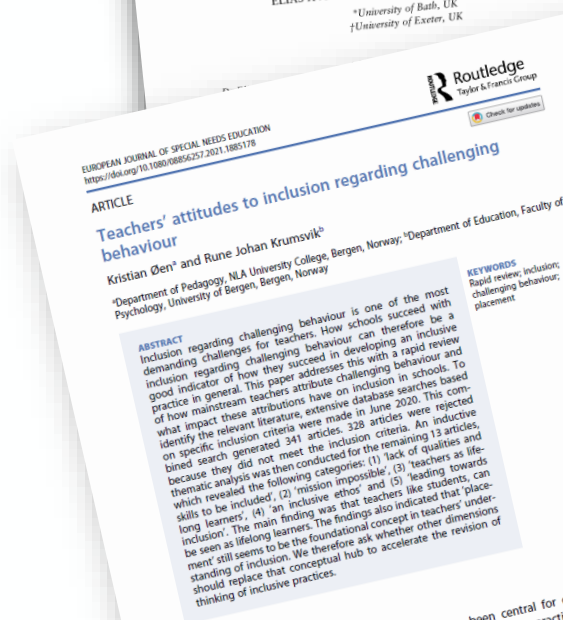 *University of Bath, UK
†University of Exeter, UK
Routledge
Taylor & Francis Group
ROUTLEDGE
Check for updates
EUROPEAN JOURNAL OF SPECIAL NEEDS EDUCATION
https://doi.org/10.1080/08856257.2021.1885178
ARTICLE
Teachers’ attitudes to inclusion regarding challenging
behaviour
Kristian Øenᵃ and Rune Johan Krumsvikᵇ
ᵃDepartment of Pedagogy, NLA University College, Bergen, Norway; ᵇDepartment of Education, Faculty of
Psychology, University of Bergen, Bergen, Norway
ABSTRACT
Inclusion regarding challenging behaviour is one of the most
demanding challenges for teachers. How schools succeed with
inclusion regarding challenging behaviour can therefore be a
good indicator of how they succeed in developing an inclusive
practice in general. This paper addresses this with a rapid review
of how mainstream teachers attribute challenging behaviour and
what impact these attributions have on inclusion in schools. To
identify the relevant literature, extensive database searches based
on specific inclusion criteria were made in June 2020. This com-
bined search generated 341 articles. 328 articles were rejected
because they did not meet the inclusion criteria. An inductive
thematic analysis was then conducted for the remaining 13 articles,
which revealed the following categories: (1) ‘lack of qualities and
skills to be included’, (2) ‘mission impossible’, (3) ‘teachers as life-
long learners’, (4) ‘an inclusive ethos’ and (5) ‘leading towards
inclusion’. The main finding was that teachers like students, can
be seen as lifelong learners. The findings also indicated that ‘place-
ment’ still seems to be the foundational concept in teachers’ under-
standing of inclusion. We therefore ask whether other dimensions
should replace that conceptual hub to accelerate the revision of
thinking of inclusive practices.
KEYWORDS
Rapid review; inclusion;
challenging behaviour;
placement
been central for